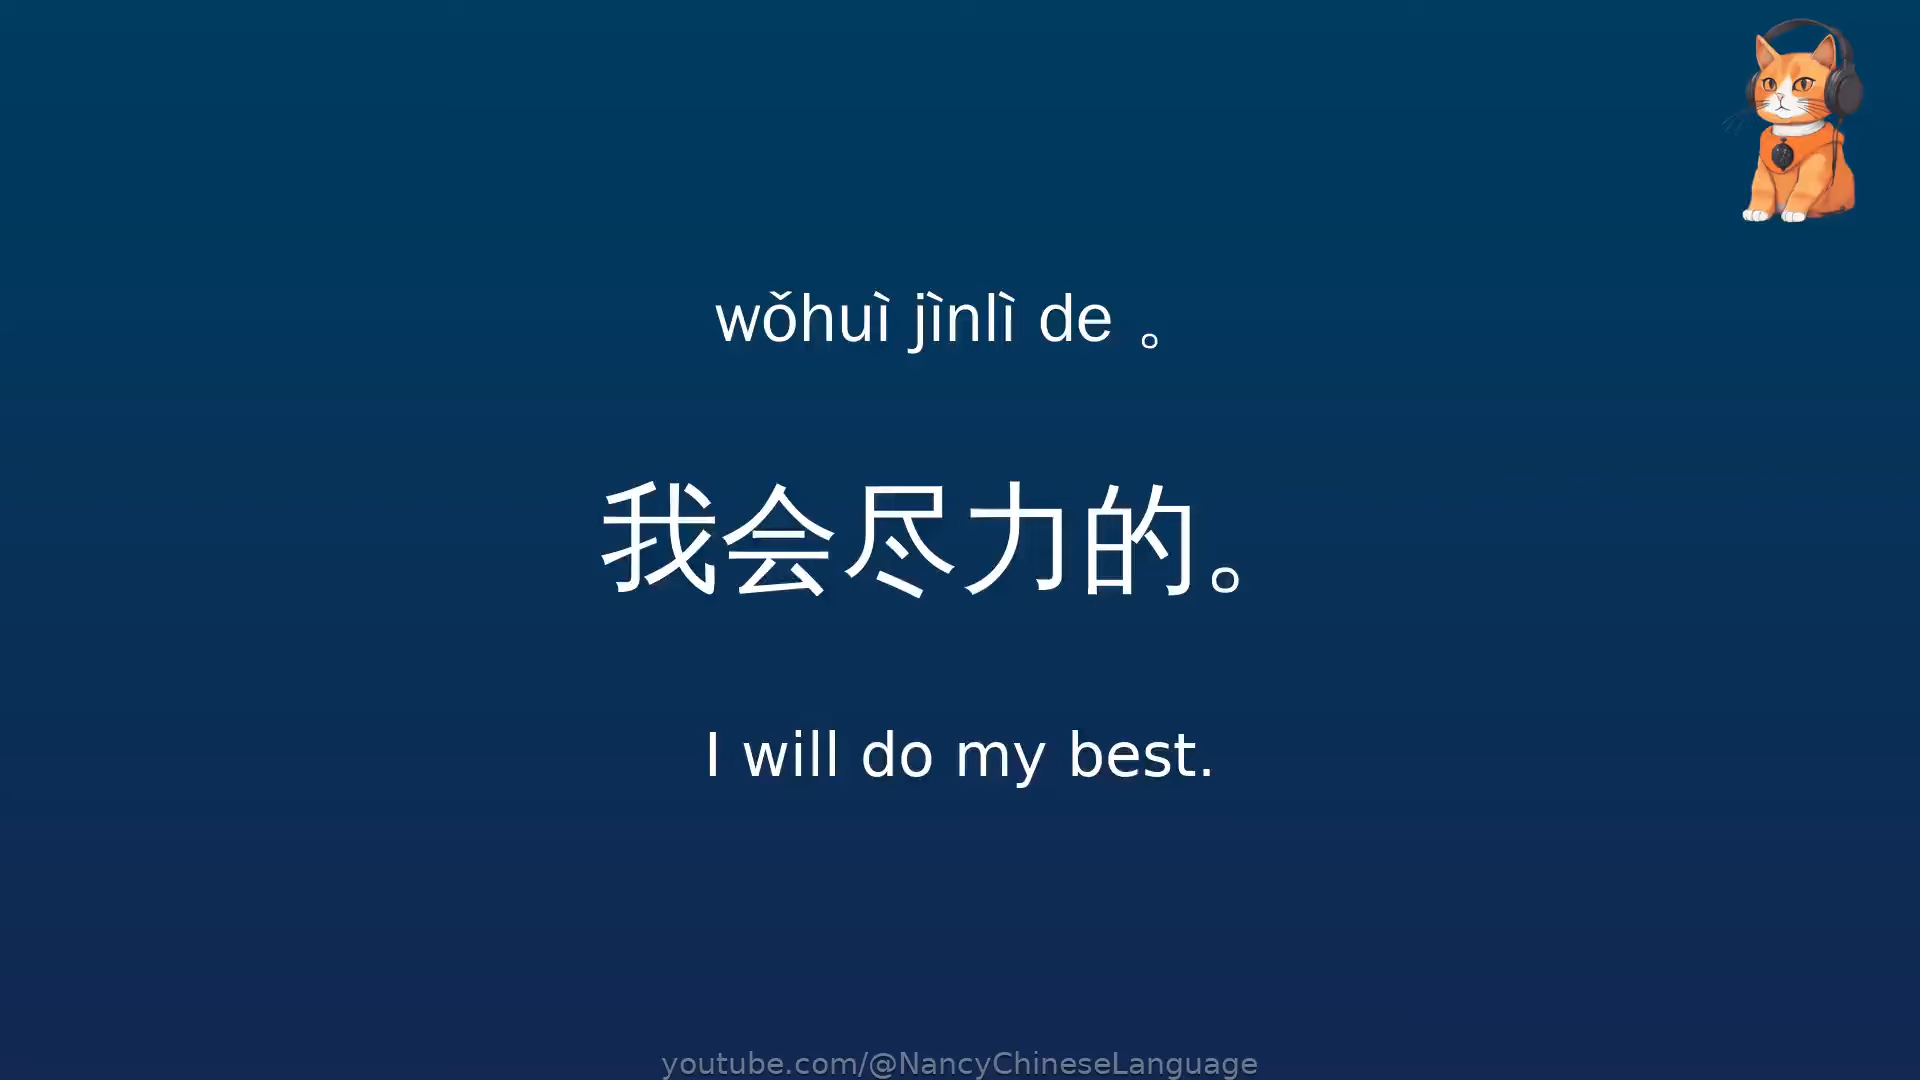 wǒhuì jìnlì de 。
我会尽力的。
I will do my best.
youtube.com/@NancyChineseLanguage